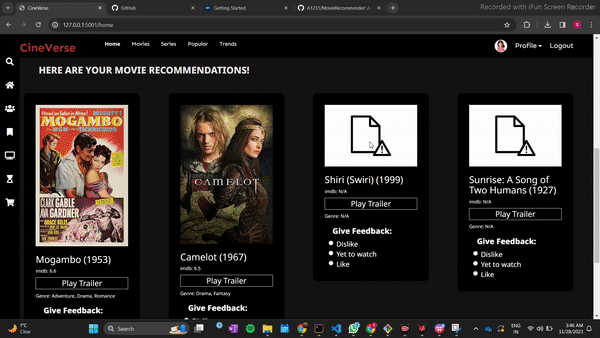 Recorded with iFun Screen Recorder
CineVerse
GitHub
Getting Started
A1231/MovieRecommender: A
127.0.0.1:5001/home
CineVerse
Home
Movies
Series
Popular
Trends
Profile
Logout
HERE ARE YOUR MOVIE RECOMMENDATIONS!
MOGAMBO
CLARK GABLE
AVA GARDNER
GRACE KELLY
Mogambo (1953)
imdb: 6.6
Play Trailer
Genre: Adventure, Drama, Romance
Give Feedback:
CAMELOT
Camelot (1967)
imdb: 6.5
Play Trailer
Genre: Drama, Fantasy
Shiri (Swiri) (1999)
imdb: N/A
Play Trailer
Genre: N/A
Give Feedback:
Dislike
Yet to watch
Like
Sunrise: A Song of
Two Humans (1927)
imdb: N/A
Play Trailer
Genre: N/A
Give Feedback:
Dislike
Yet to watch
Like
1°C
Clear
Search
ENG
IN
3:46 AM
11/28/2023